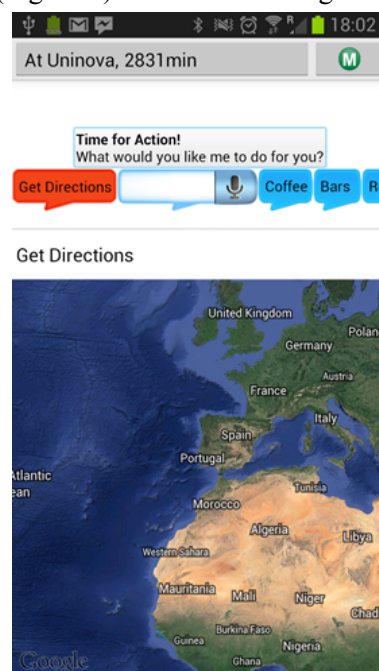 18:02
At Uninova, 2831min
M
Time for Action!
What would you like me to do for you?
Get Directions
Coffee
Bars
R
Get Directions
United Kingdom
Polan
Germany
Austria
France
Italy
Spain
Portugal
Atlantic
ean
Tunisia
Morocco
Algeria
Libya
Western Sahara
Mauritania
Mali
Niger
Chad
Burkina Faso
Guinea
Nigeria
Ghana
Google